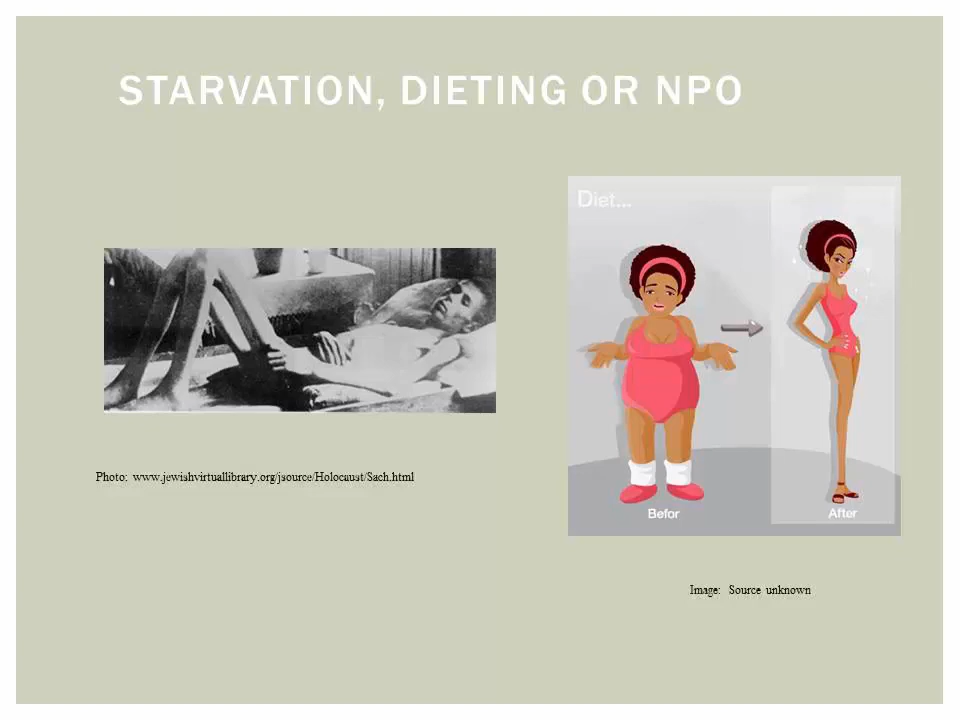 STARVATION, DIETING OR NPO
Diet...
Photo: www.jewishvirtuallibrary.org/jsource/Holocaust/Sach.html
Befor
After
Image: Source unknown